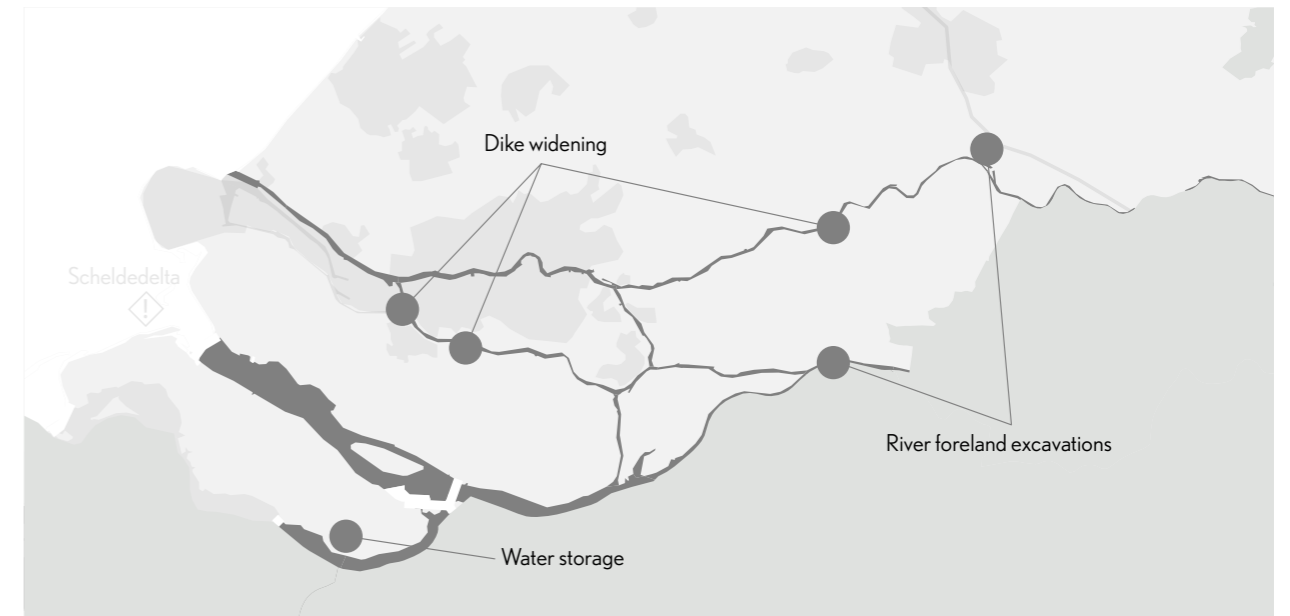 Dike widening
Scheldedelta
!
River foreland excavations
Water storage